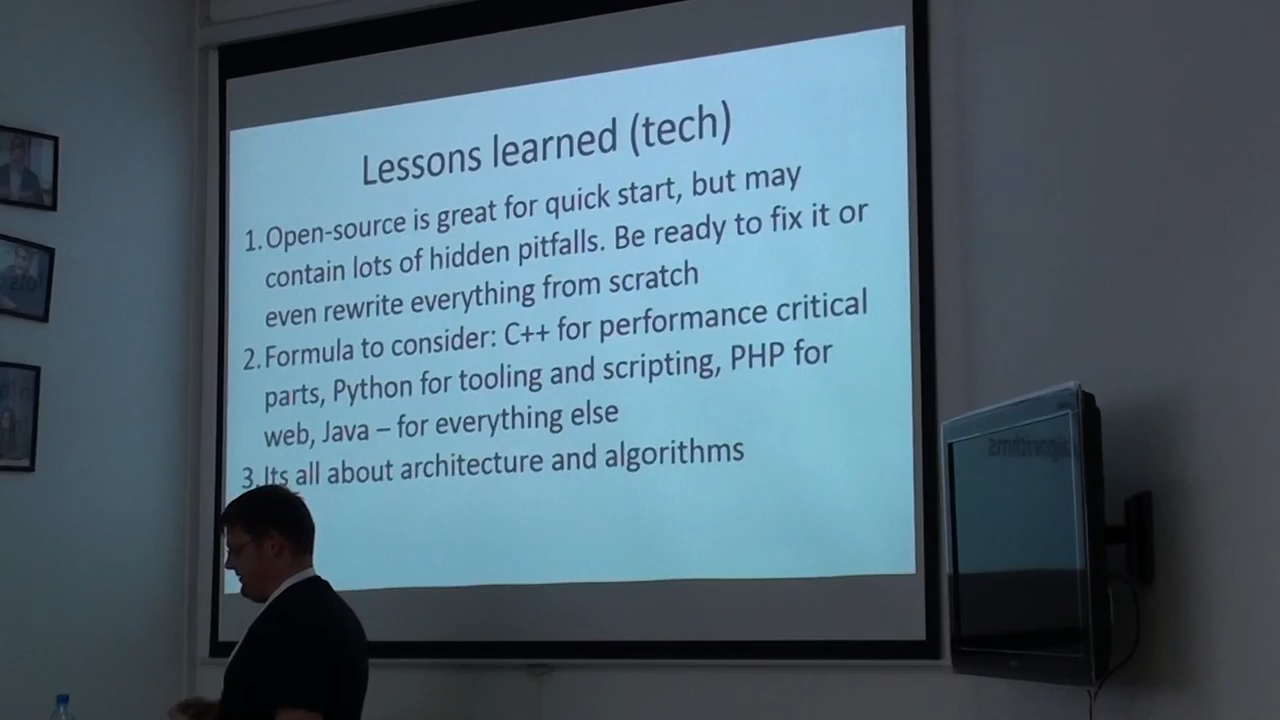 Lessons learned (tech)
1. Open-source is great for quick start, but may
contain lots of hidden pitfalls. Be ready to fix it or
even rewrite everything from scratch
2. Formula to consider: C++ for performance critical
parts, Python for tooling and scripting, PHP for
web, Java – for everything else
3. Its all about architecture and algorithms